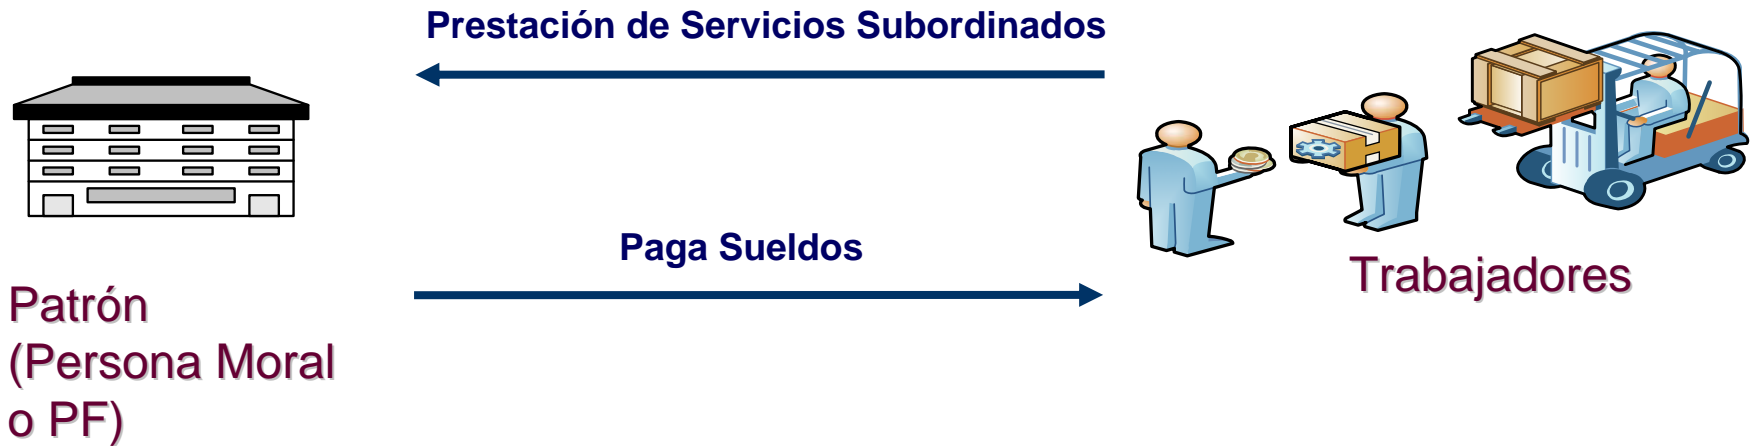 Prestación de Servicios Subordinados
Paga Sueldos
Trabajadores
Patrón
(Persona Moral
o PF)